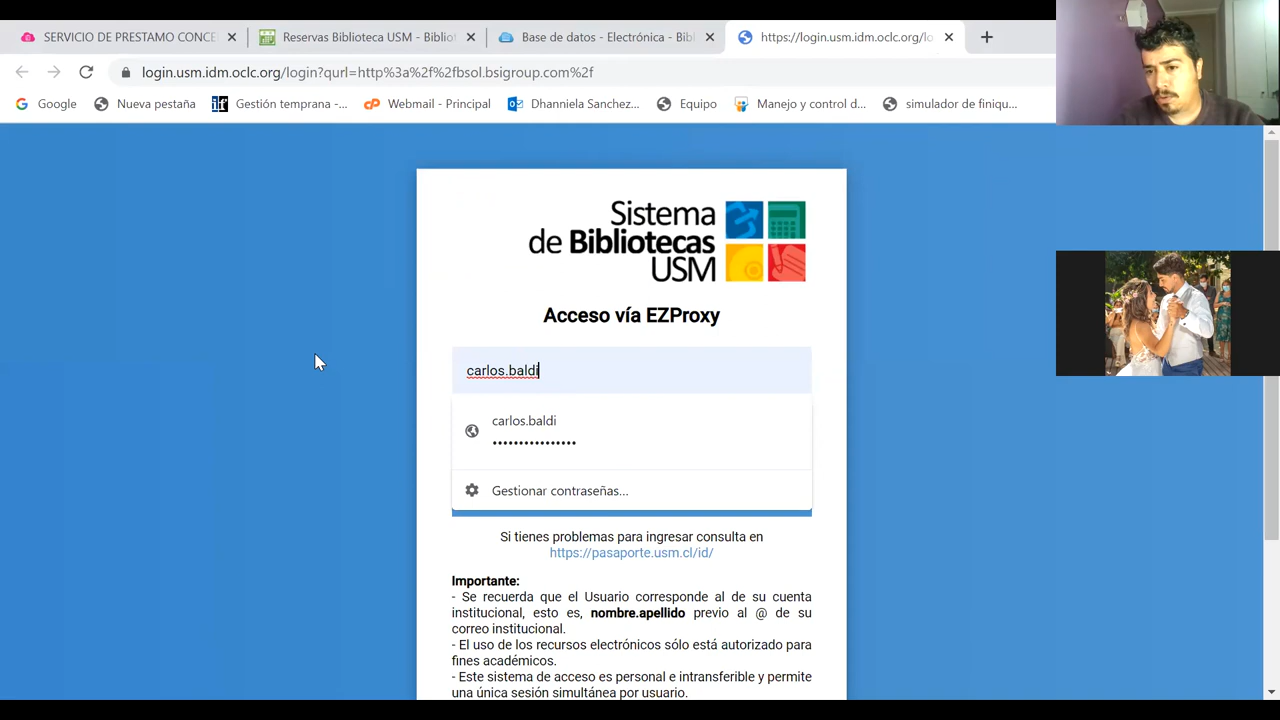 SERVICIO DE PRESTAMO CONCE
Reservas Biblioteca USM - Bibliot
Base de datos - Electrónica - Bibl
https://login.usm.idm.oclc.org/lo
login.usm.idm.oclc.org/login?qurl=http%3a%2f%2fbsol.bsigroup.com%2f
Google
Nueva pestaña
Gestión temprana -...
Webmail - Principal
Dhanniela Sanchez...
Equipo
Manejo y control d...
simulador de finiqu...
Sistema
de Bibliotecas
USM
Acceso vía EZProxy
carlos.baldi
carlos.baldi
••••••••••••••••
Gestionar contraseñas...
Si tienes problemas para ingresar consulta en
https://pasaporte.usm.cl/id/
Importante:
- Se recuerda que el Usuario corresponde al de su cuenta
institucional, esto es, nombre.apellido previo al @ de su
correo institucional.
- El uso de los recursos electrónicos sólo está autorizado para
fines académicos.
- Este sistema de acceso es personal e intransferible y permite
una única sesión simultánea por usuario.